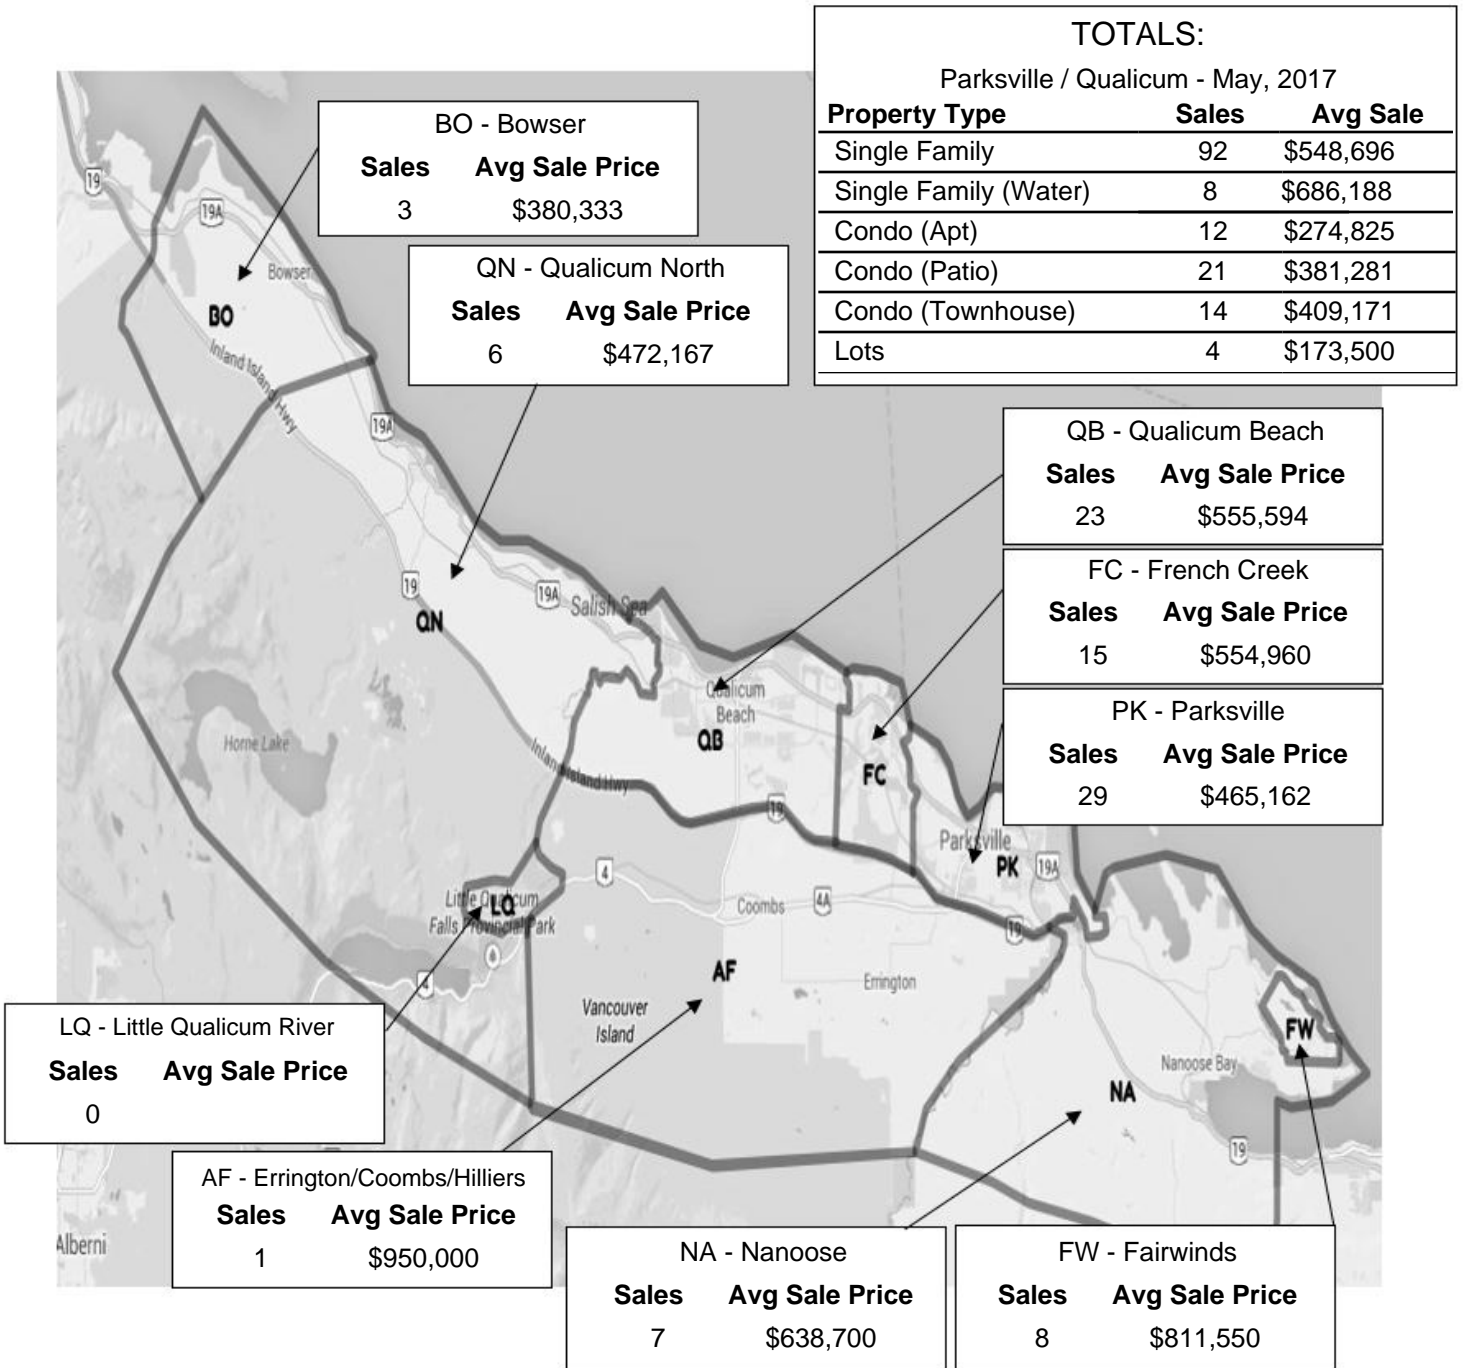 TOTALS:
Parksville / Qualicum - May, 2017
Property Type Sales Avg Sale
Single Family 92 $548,696
Single Family (Water) 8 $686,188
Condo (Apt) 12 $274,825
Condo (Patio) 21 $381,281
Condo (Townhouse) 14 $409,171
Lots 4 $173,500
BO - Bowser
Sales Avg Sale Price
3 $380,333
QN - Qualicum North
Sales Avg Sale Price
6 $472,167
QB - Qualicum Beach
Sales Avg Sale Price
23 $555,594
FC - French Creek
Sales Avg Sale Price
15 $554,960
PK - Parksville
Sales Avg Sale Price
29 $465,162
19
19A
Bowser
BO
Inland Island Hwy
19A
19
19A
Salish Sea
QN
Qualicum
Beach
QB
Horne Lake
Inland Island Hwy
FC
19
Parksville
PK
19A
4
Little Qualicum
Falls Provincial Park
LQ
Coombs
4A
19
4
AF
Errington
Vancouver
Island
FW
Nanoose Bay
NA
19
Alberni
LQ - Little Qualicum River
Sales Avg Sale Price
0
AF - Errington/Coombs/Hilliers
Sales Avg Sale Price
1 $950,000
NA - Nanoose
Sales Avg Sale Price
7 $638,700
FW - Fairwinds
Sales Avg Sale Price
8 $811,550